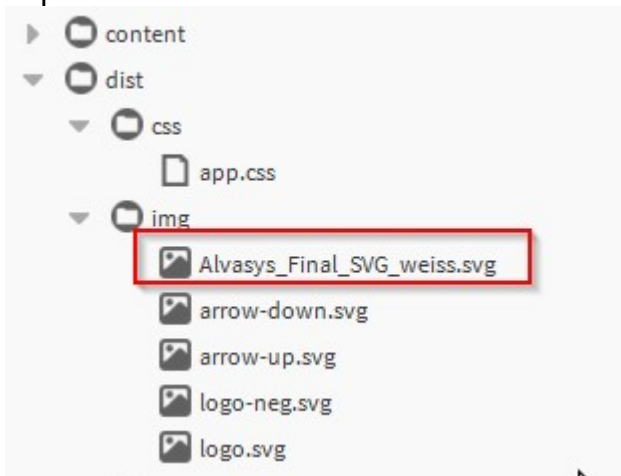 content
dist
css
app.css
img
Alvasys_Final_SVG_weiss.svg
arrow-down.svg
arrow-up.svg
logo-neg.svg
logo.svg